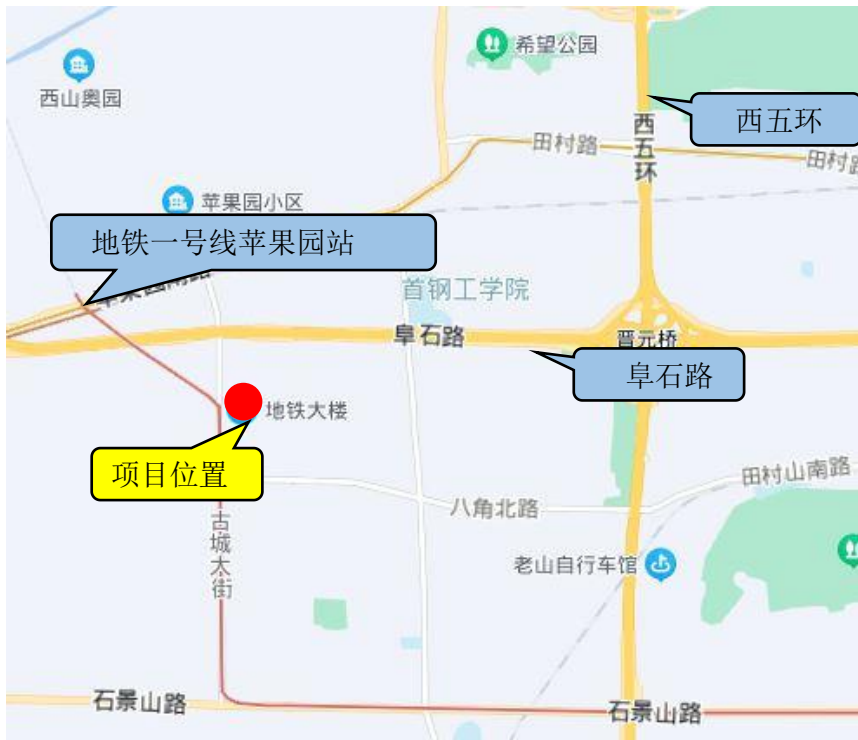 希望公园
西山奥园
西五环
西五环
田村路
田村路
苹果园小区
地铁一号线苹果园站
苹果园南路
首钢工学院
阜石路
晋元桥
阜石路
地铁大楼
项目位置
田村山南路
八角北路
古城大街
老山自行车馆
石景山路
石景山路